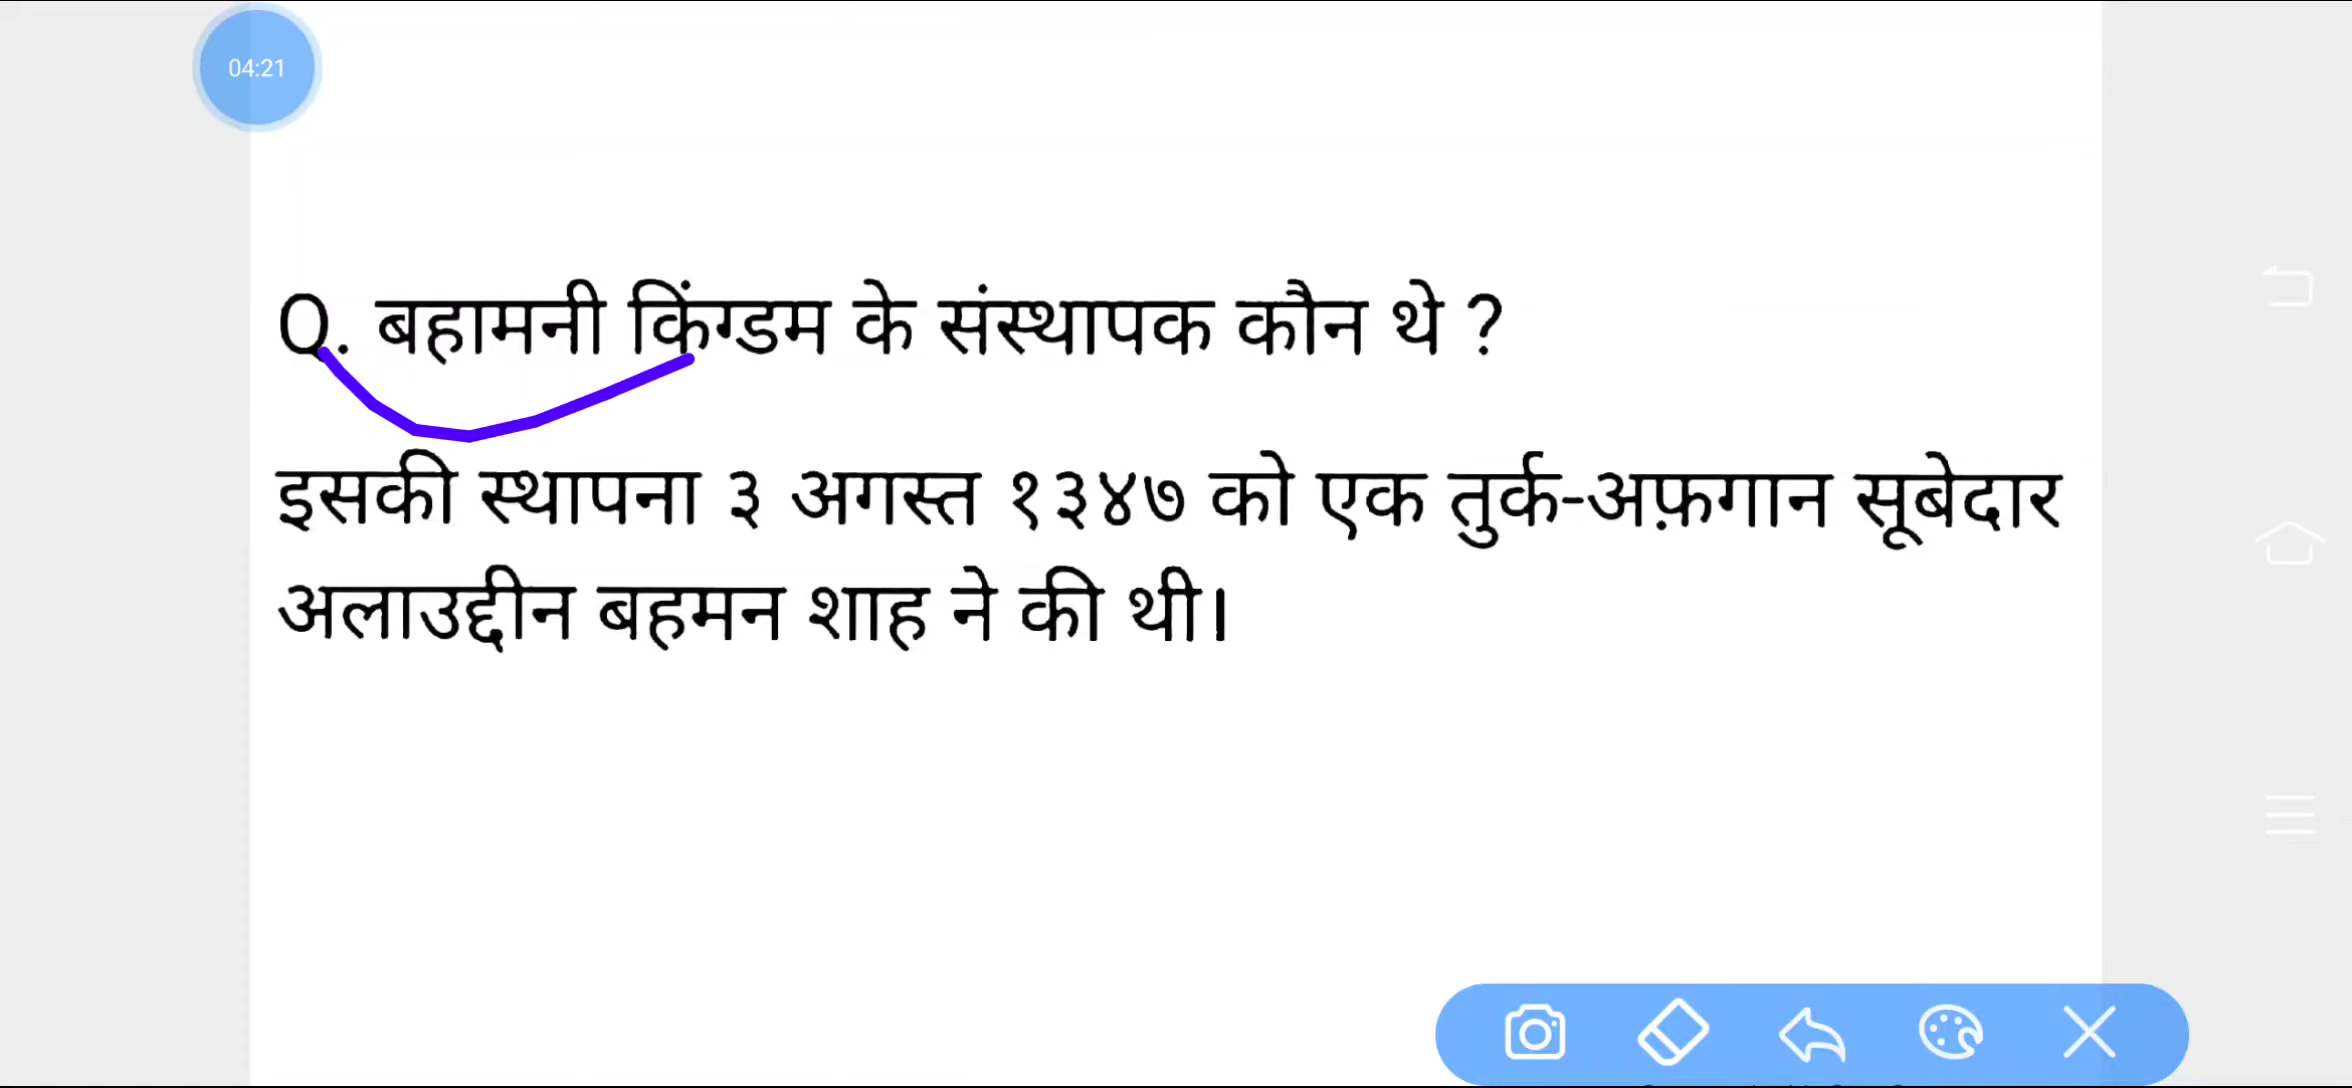 04:21
Q. बहामनी किंग्डम के संस्थापक कौन थे ?
इसकी स्थापना ३ अगस्त १३४७ को एक तुर्क-अफ़गान सूबेदार
अलाउद्दीन बहमन शाह ने की थी।